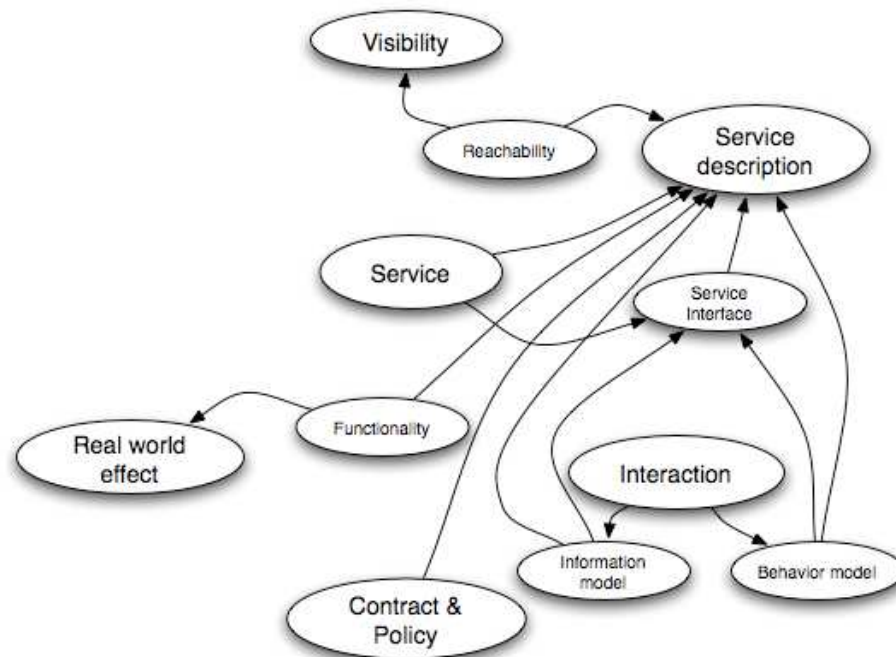 Visibility
Reachability
Service
description
Service
Service
Interface
Functionality
Real world
effect
Interaction
Information
model
Behavior model
Contract &
Policy